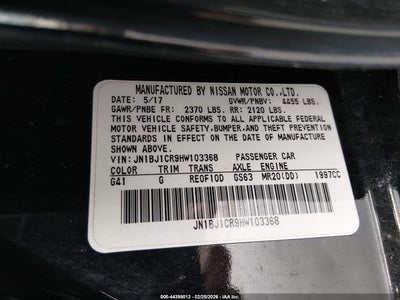 MANUFACTURED BY NISSAN MOTOR CO.,LTD.
DATE: 5/17 GVWR/PNBV: 4455 LBS.
GAWR/PNBE FR: 2370 LBS. RR: 2120 LBS.
THIS VEHICLE CONFORMS TO ALL APPLICABLE FEDERAL
MOTOR VEHICLE SAFETY,BUMPER,AND THEFT PREVENTION
STANDARDS IN EFFECT ON THE DATE OF MANUFACTURE
SHOWN ABOVE.
VIN:JN1BJ1CR9HW103368 PASSENGER CAR
COLOR TRIM TRANS AXLE ENGINE
G41 G RE0F10D GS63 MR20(DD) 1997CC
JN1BJ1CR9HW103368
ID: 000-44398012 - 02/25/2026 - IAA Inc.